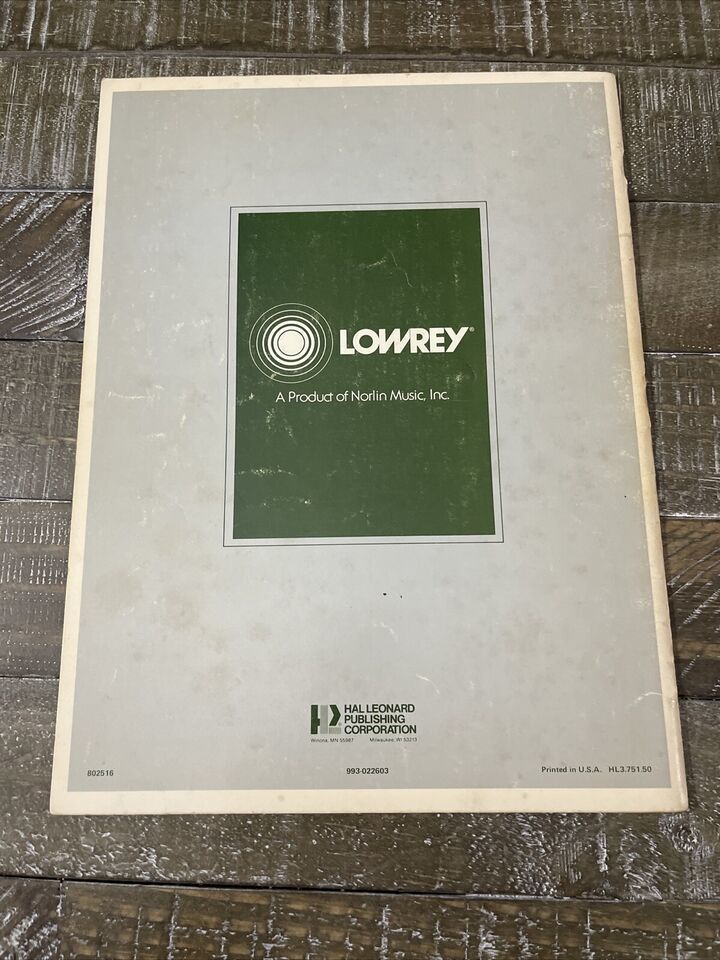 LOWREY®
A Product of Norlin Music, Inc.
HAL LEONARD
PUBLISHING
CORPORATION
Winona, MN 55987 Milwaukee, WI 53213
802516 993-022603 Printed in U.S.A. HL3.751.50